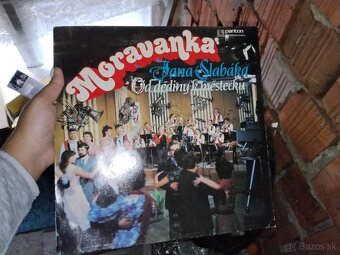 Moravanka
panton
Jana Slabáka
Od dědiny k městečku
Bazos.sk